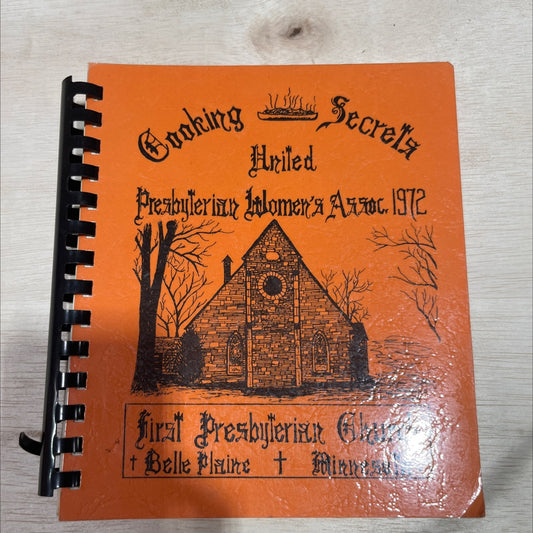 Cooking Secrets
United
Presbyterian Women's Assoc. 1972
First Presbyterian Church
Belle Plaine Minnesota